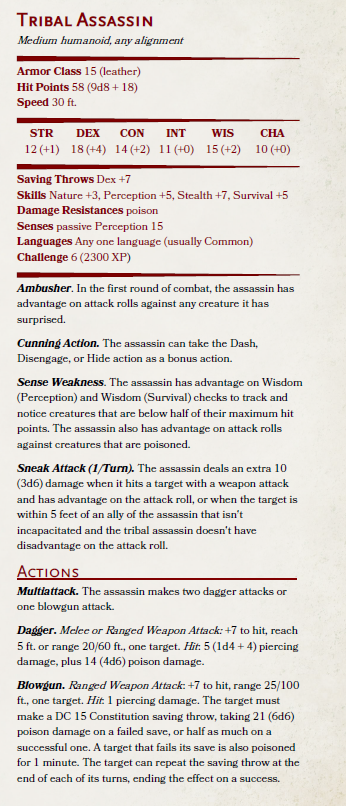 Tribal Assassin
Medium humanoid, any alignment
Armor Class 15 (leather)
Hit Points 58 (9d8 + 18)
Speed 30 ft.
STR DEX CON INT WIS CHA
12 (+1) 18 (+4) 14 (+2) 11 (+0) 15 (+2) 10 (+0)
Saving Throws Dex +7
Skills Nature +3, Perception +5, Stealth +7, Survival +5
Damage Resistances poison
Senses passive Perception 15
Languages Any one language (usually Common)
Challenge 6 (2300 XP)
Ambusher. In the first round of combat, the assassin has
advantage on attack rolls against any creature it has
surprised.
Cunning Action. The assassin can take the Dash,
Disengage, or Hide action as a bonus action.
Sense Weakness. The assassin has advantage on Wisdom
(Perception) and Wisdom (Survival) checks to track and
notice creatures that are below half of their maximum hit
points. The assassin also has advantage on attack rolls
against creatures that are poisoned.
Sneak Attack (1/Turn). The assassin deals an extra 10
(3d6) damage when it hits a target with a weapon attack
and has advantage on the attack roll, or when the target is
within 5 feet of an ally of the assassin that isn't
incapacitated and the tribal assassin doesn't have
disadvantage on the attack roll.
Actions
Multiattack. The assassin makes two dagger attacks or
one blowgun attack.
Dagger. Melee or Ranged Weapon Attack: +7 to hit, reach
5 ft. or range 20/60 ft., one target. Hit: 5 (1d4 + 4) piercing
damage, plus 14 (4d6) poison damage.
Blowgun. Ranged Weapon Attack: +7 to hit, range 25/100
ft., one target. Hit: 1 piercing damage. The target must
make a DC 15 Constitution saving throw, taking 21 (6d6)
poison damage on a failed save, or half as much on a
successful one. A target that fails its save is also poisoned
for 1 minute. The target can repeat the saving throw at the
end of each of its turns, ending the effect on a success.